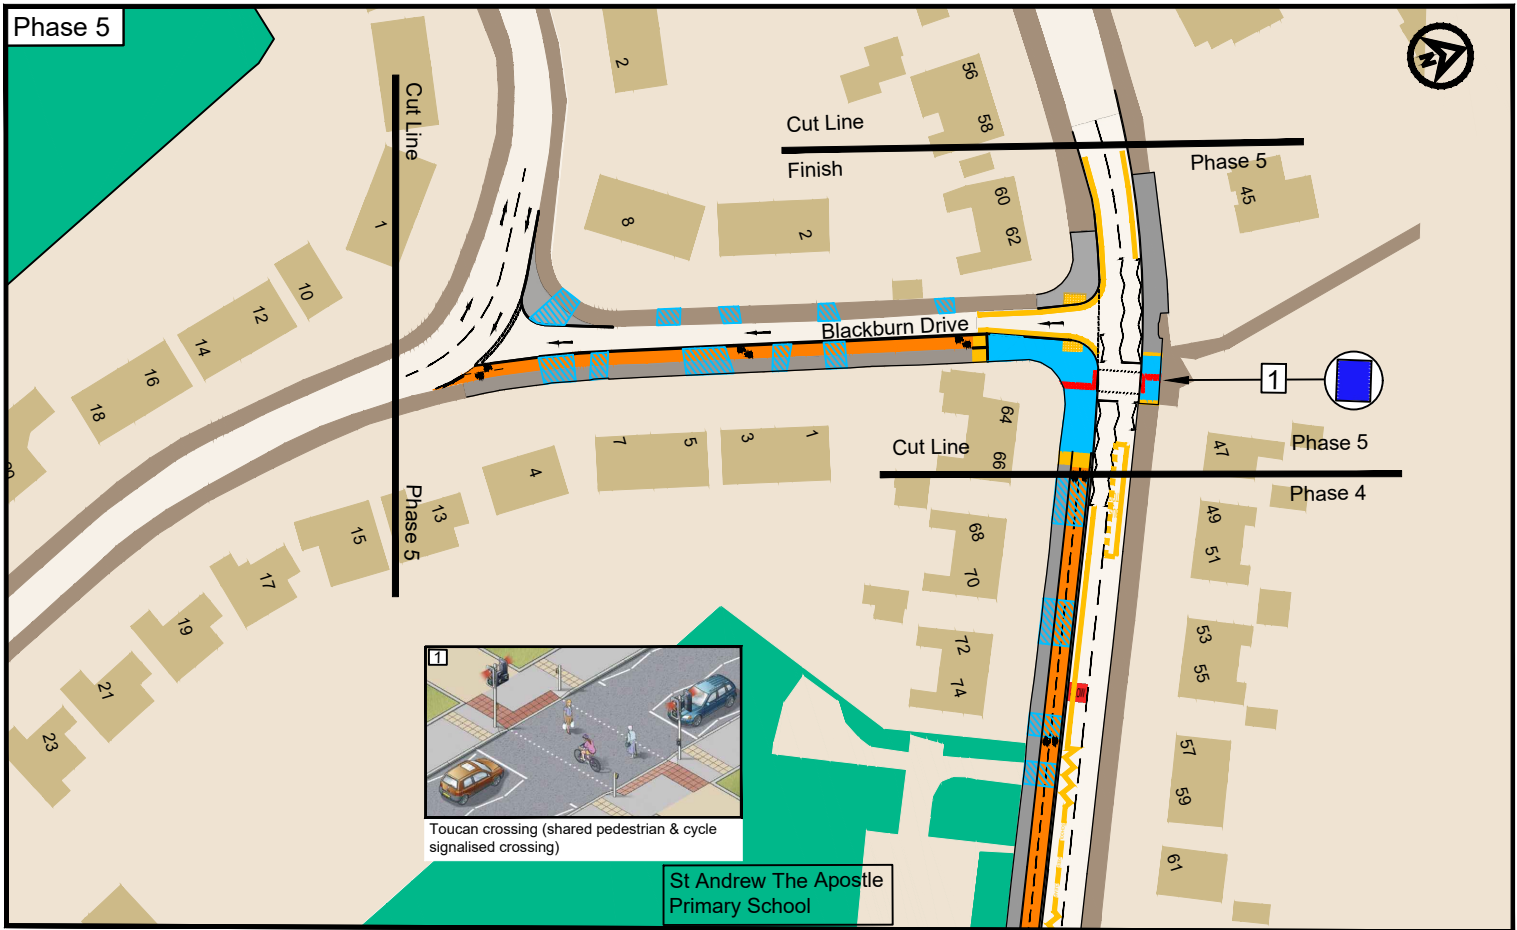 Phase 5
Cut Line
Phase 5
2
56
58
Cut Line
Finish
Phase 5
45
60
62
1
8
2
10
12
14
16
18
Blackburn Drive
1
64
66
Cut Line
47
Phase 5
Phase 4
7
5
3
1
4
13
15
17
19
21
23
49
51
68
70
72
74
53
55
57
59
61
N
1
Toucan crossing (shared pedestrian & cycle
signalised crossing)
St Andrew The Apostle
Primary School